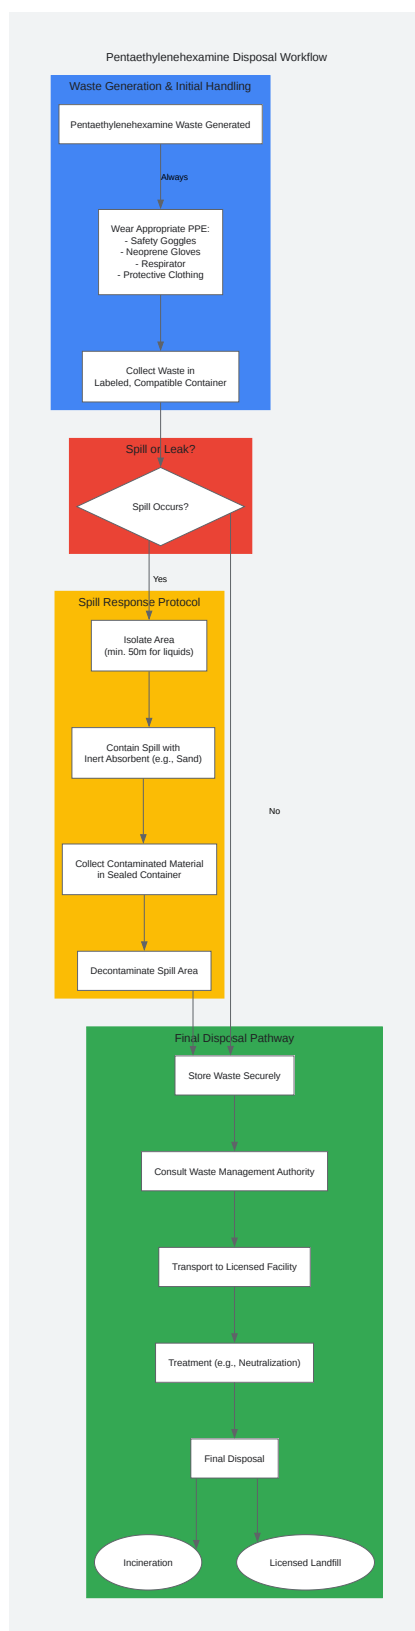 Pentaethylenehexamine Disposal Workflow
Waste Generation & Initial Handling
Pentaethylenehexamine Waste Generated
Always
Wear Appropriate PPE:
- Safety Goggles
- Neoprene Gloves
- Respirator
- Protective Clothing
Collect Waste in
Labeled, Compatible Container
Spill or Leak?
Spill Occurs?
Yes
Spill Response Protocol
Isolate Area
(min. 50m for liquids)
Contain Spill with
Inert Absorbent (e.g., Sand)
No
Collect Contaminated Material
in Sealed Container
Decontaminate Spill Area
Final Disposal Pathway
Store Waste Securely
Consult Waste Management Authority
Transport to Licensed Facility
Treatment (e.g., Neutralization)
Final Disposal
Incineration
Licensed Landfill